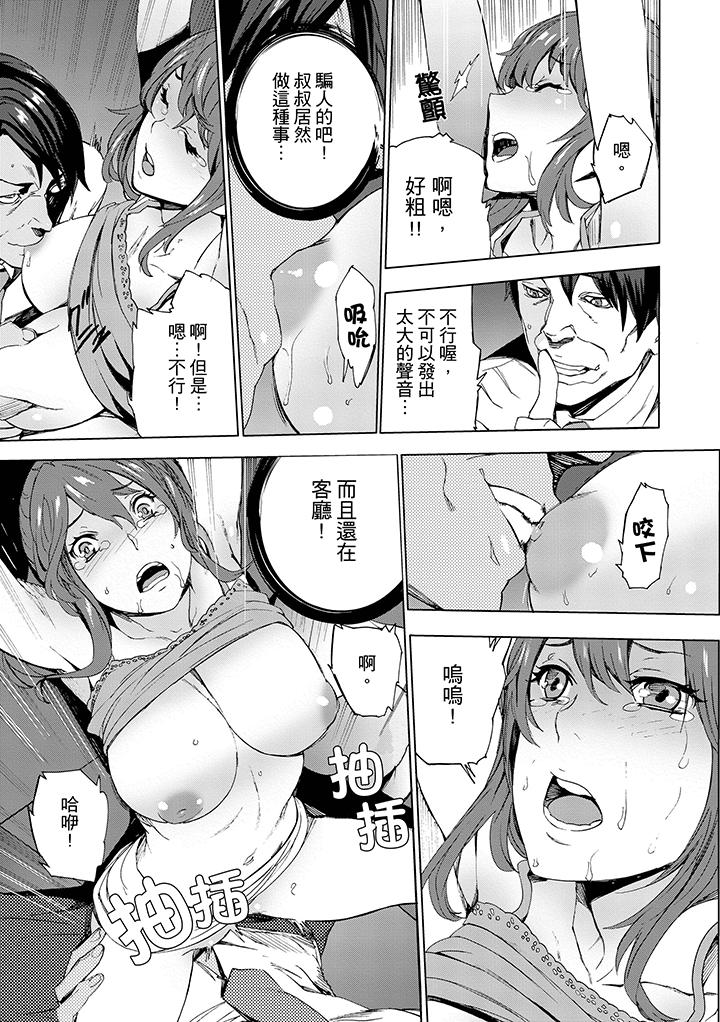 嗯。
驚顫
啊嗯，
好粗!!
不行喔，
不可以發出
太大的聲音…
騙人的吧！
叔叔居然
做這種事…
吸吮
啊！但是…
嗯…不行！
咬下
嗚嗚！
而且還在
客廳！
啊。
抽插
抽插
哈咿！